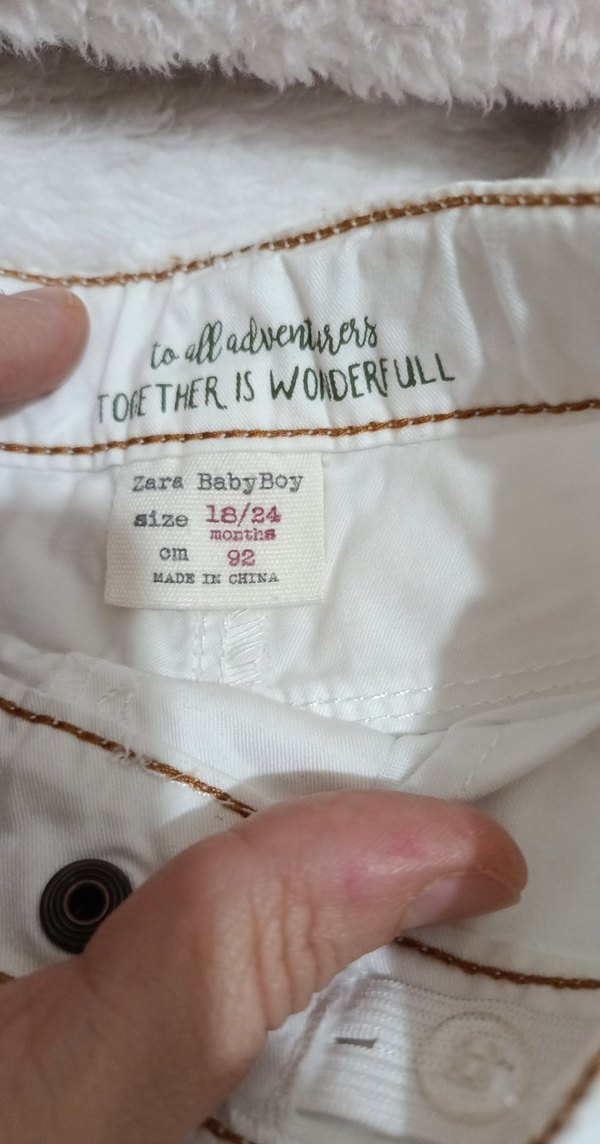 to all adventurers
TOGETHER IS WONDERFULL
Zara BabyBoy
size 18/24
months
cm 92
MADE IN CHINA